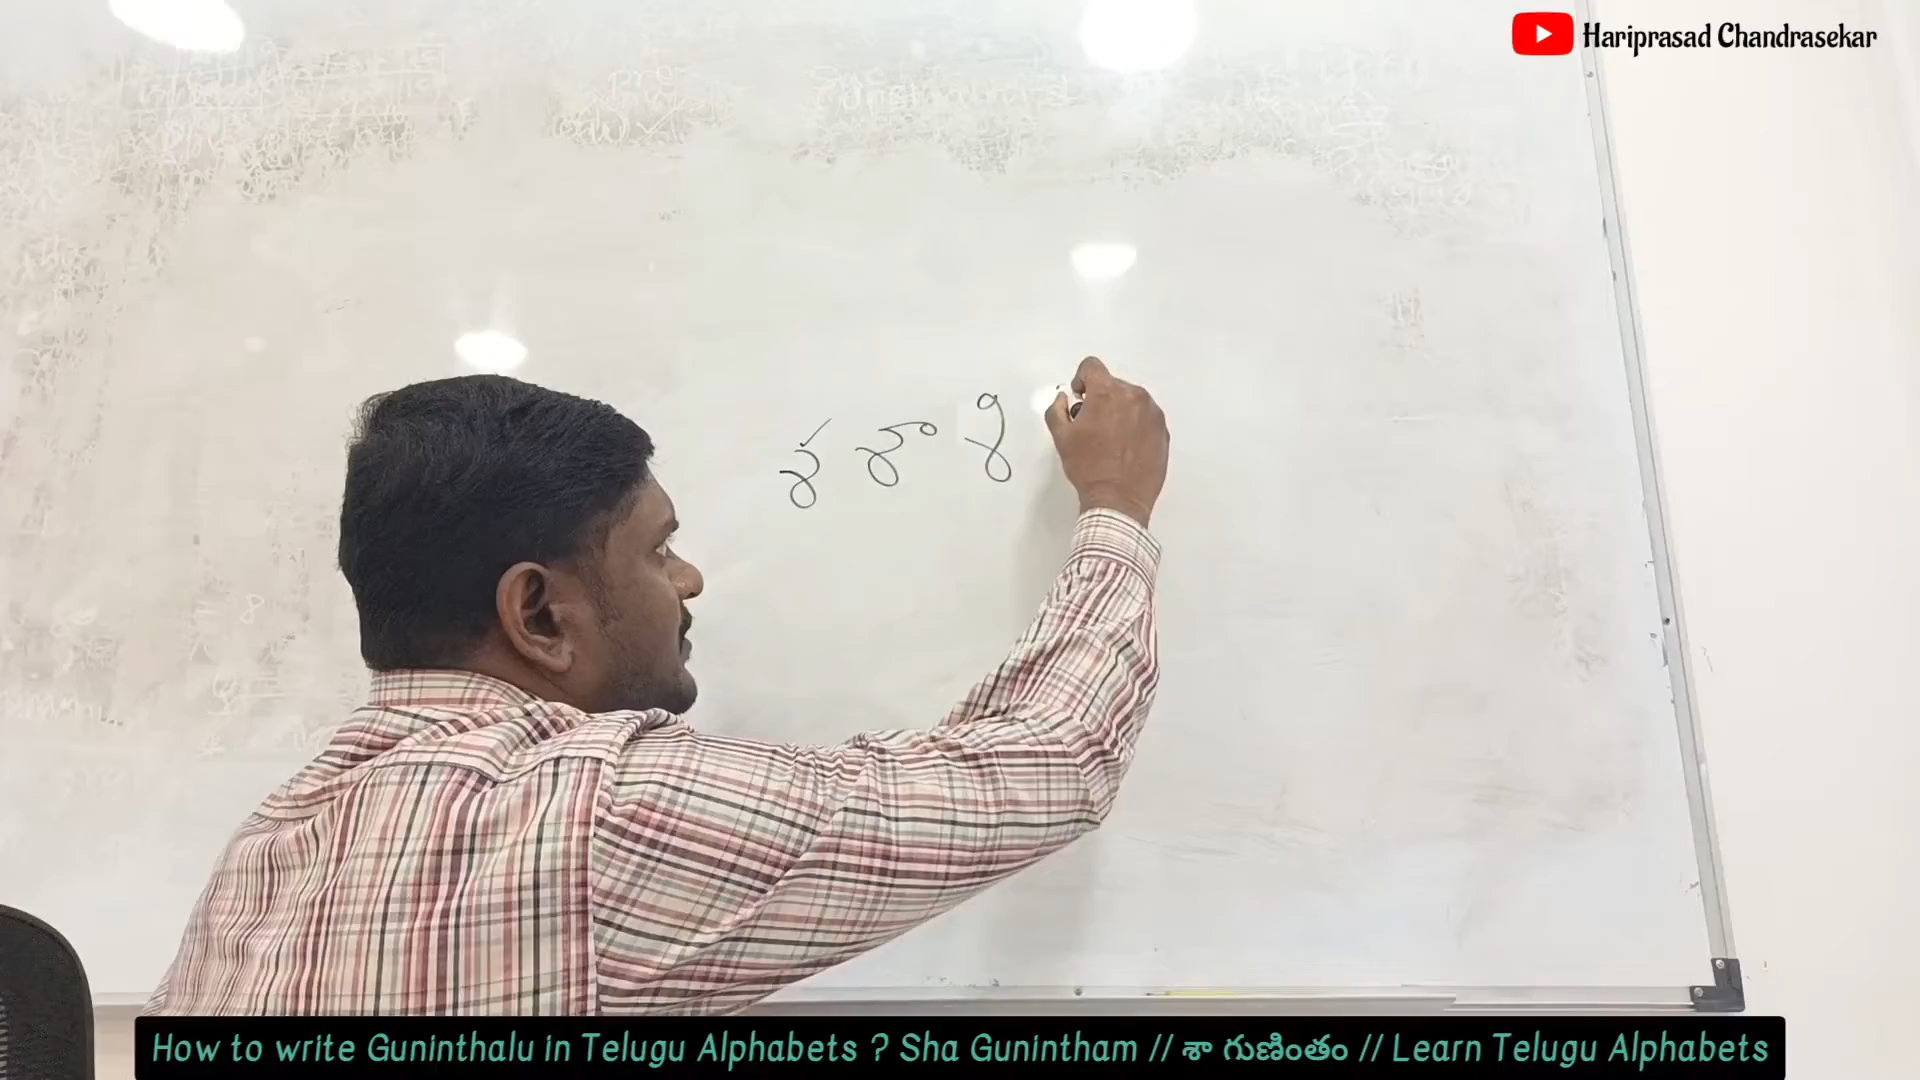 Hariprasad Chandrasekar
శ శా శి
How to write Guninthalu in Telugu Alphabets ? Sha Gunintham // శా గుణింతం // Learn Telugu Alphabets